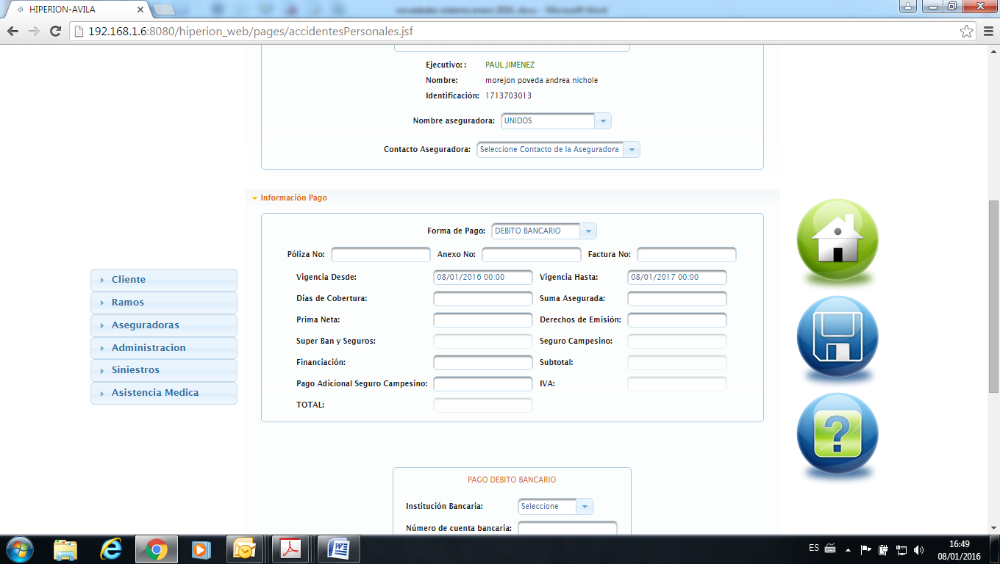 HIPERION-AVILA
novedades sistema enero 2016 .docx - Microsoft Word
192.168.1.6:8080/hiperion_web/pages/accidentesPersonales.jsf
Ejecutivo: : PAUL JIMENEZ
Nombre: morejon poveda andrea nichole
Identificación: 1713703013
Nombre aseguradora: UNIDOS
Contacto Aseguradora: Seleccione Contacto de la Aseguradora
Información Pago
Forma de Pago: DEBITO BANCARIO
Póliza No: Anexo No: Factura No:
Vigencia Desde: 08/01/2016 00:00 Vigencia Hasta: 08/01/2017 00:00
Dias de Cobertura: Suma Asegurada:
Prima Neta: Derechos de Emisión:
Super Ban y Seguros: Seguro Campesino:
Financiación: Subtotal:
Pago Adicional Seguro Campesino: IVA:
TOTAL:
Cliente
Ramos
Aseguradoras
Administracion
Siniestros
Asistencia Medica
PAGO DEBITO BANCARIO
Institución Bancaria: Seleccione
Número de cuenta bancaria:
ES
16:49
08/01/2016